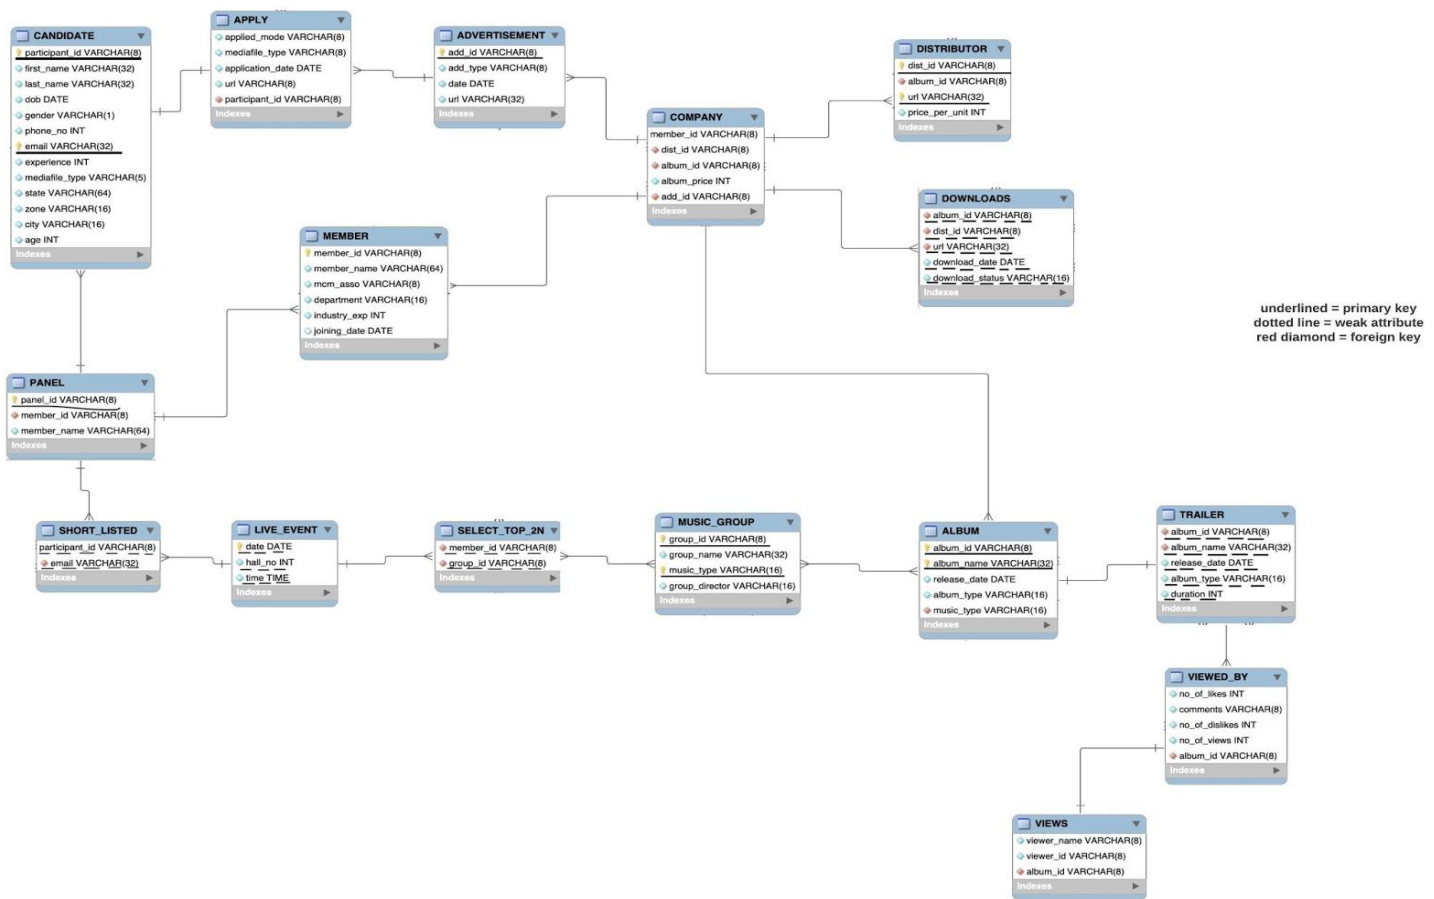 CANDIDATE
participant_id VARCHAR(8)
first_name VARCHAR(32)
last_name VARCHAR(32)
dob DATE
gender VARCHAR(1)
phone_no INT
email VARCHAR(32)
experience INT
mediafile_type VARCHAR(5)
state VARCHAR(64)
zone VARCHAR(16)
city VARCHAR(16)
age INT
Indexes
APPLY
applied_mode VARCHAR(8)
mediafile_type VARCHAR(8)
application_date DATE
url VARCHAR(8)
participant_id VARCHAR(8)
Indexes
ADVERTISEMENT
add_id VARCHAR(8)
add_type VARCHAR(8)
date DATE
url VARCHAR(32)
Indexes
COMPANY
member_id VARCHAR(8)
dist_id VARCHAR(8)
album_id VARCHAR(8)
album_price INT
add_id VARCHAR(8)
Indexes
DISTRIBUTOR
dist_id VARCHAR(8)
album_id VARCHAR(8)
url VARCHAR(32)
price_per_unit INT
Indexes
DOWNLOADS
album_id VARCHAR(8)
dist_id VARCHAR(8)
url VARCHAR(32)
download_date DATE
download_status VARCHAR(16)
Indexes
underlined = primary key
dotted line = weak attribute
red diamond = foreign key
MEMBER
member_id VARCHAR(8)
member_name VARCHAR(64)
mcm_asso VARCHAR(8)
department VARCHAR(16)
industry_exp INT
joining_date DATE
Indexes
PANEL
panel_id VARCHAR(8)
member_id VARCHAR(8)
member_name VARCHAR(64)
Indexes
SHORT_LISTED
participant_id VARCHAR(8)
email VARCHAR(32)
Indexes
LIVE_EVENT
date DATE
hall_no INT
time TIME
Indexes
SELECT_TOP_2N
member_id VARCHAR(8)
group_id VARCHAR(8)
Indexes
MUSIC_GROUP
group_id VARCHAR(8)
group_name VARCHAR(32)
music_type VARCHAR(16)
group_director VARCHAR(16)
Indexes
ALBUM
album_id VARCHAR(8)
album_name VARCHAR(32)
release_date DATE
album_type VARCHAR(16)
music_type VARCHAR(16)
Indexes
TRAILER
album_id VARCHAR(8)
album_name VARCHAR(32)
release_date DATE
album_type VARCHAR(16)
duration INT
Indexes
VIEWED_BY
no_of_likes INT
comments VARCHAR(8)
no_of_dislikes INT
no_of_views INT
album_id VARCHAR(8)
Indexes
VIEWS
viewer_name VARCHAR(8)
viewer_id VARCHAR(8)
album_id VARCHAR(8)
Indexes